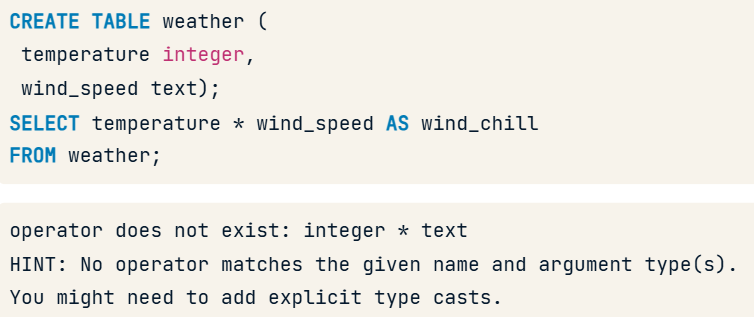 CREATE TABLE weather (
temperature integer,
wind_speed text);
SELECT temperature * wind_speed AS wind_chill
FROM weather;
operator does not exist: integer * text
HINT: No operator matches the given name and argument type(s).
You might need to add explicit type casts.